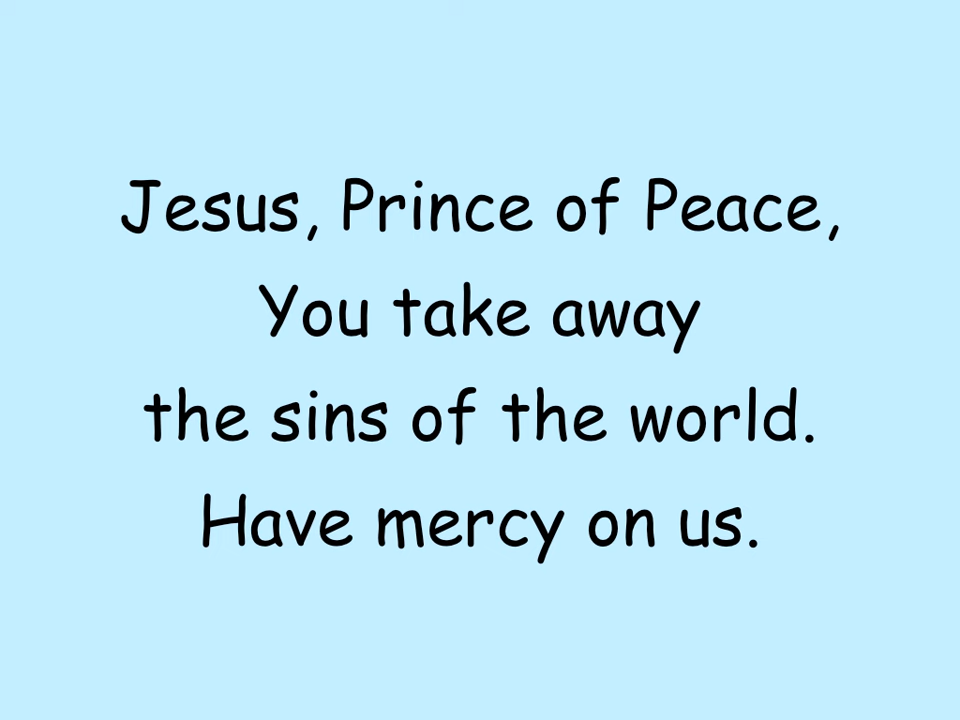 Jesus, Prince of Peace,
You take away
the sins of the world.
Have mercy on us.